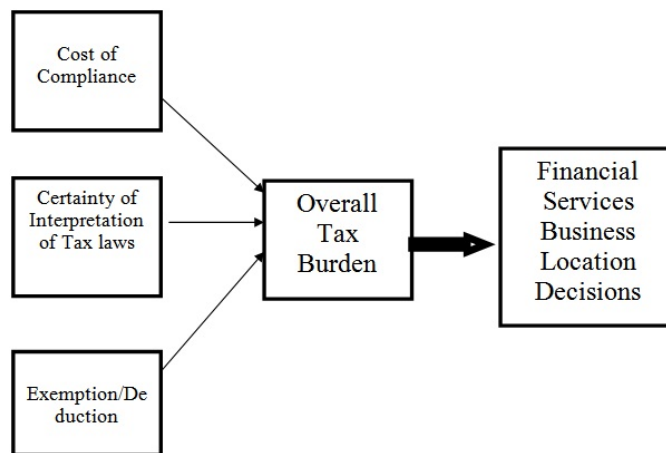 Cost of
Compliance
Certainty of
Interpretation
of Tax laws
Exemption/De
duction
Overall
Tax
Burden
Financial
Services
Business
Location
Decisions